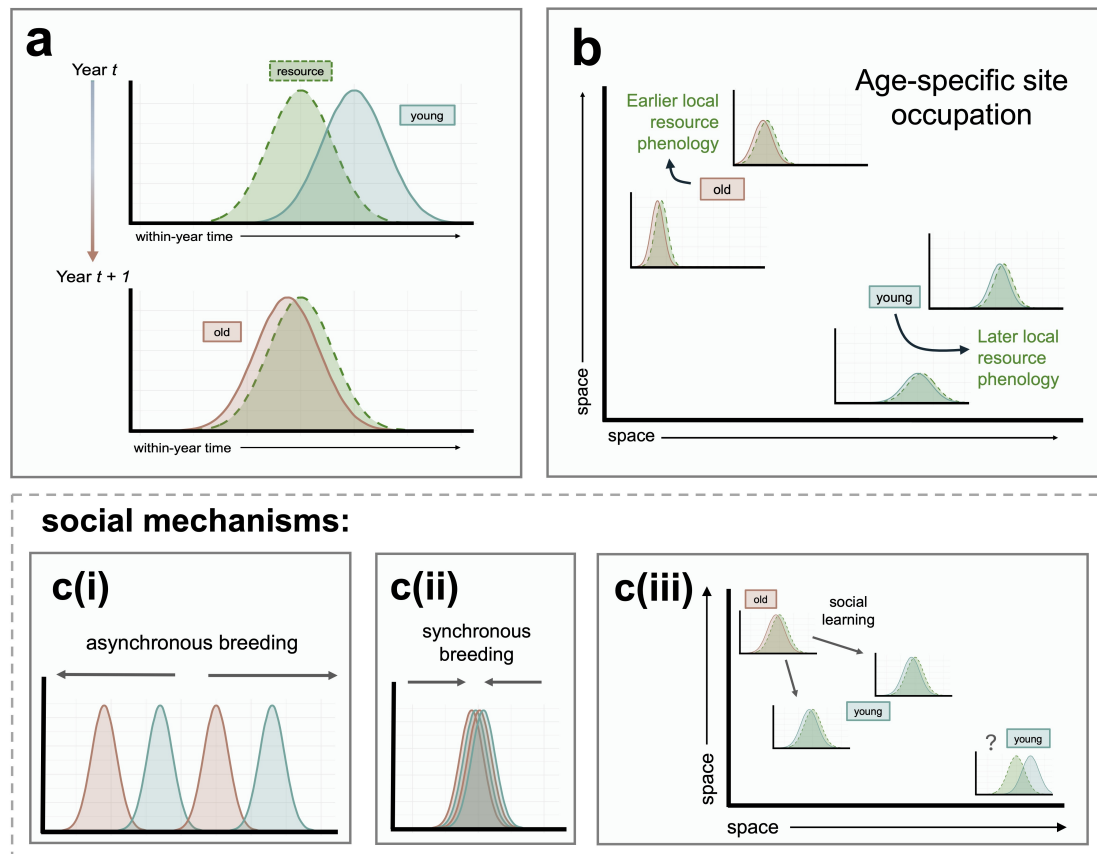 a
Year t
resource
young
within-year time
Year t + 1
old
within-year time
b
Age-specific site
occupation
Earlier local
resource
phenology
old
young
Later local
resource
phenology
space
space
social mechanisms:
c(i)
asynchronous breeding
c(ii)
synchronous
breeding
c(iii)
old
social
learning
young
?
young
space
space